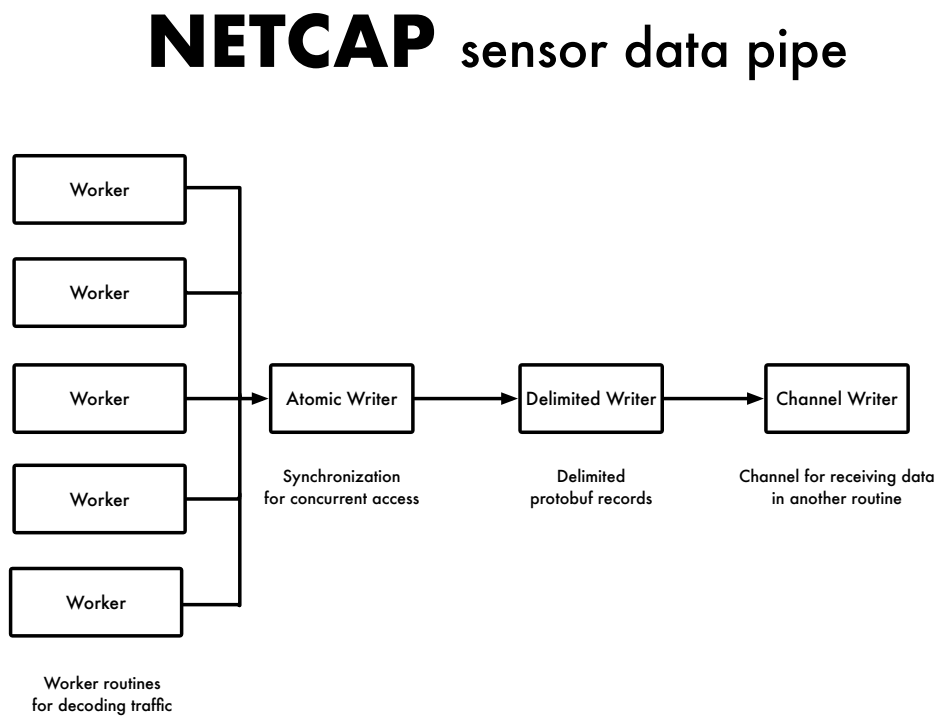 NETCAP sensor data pipe
Worker
Worker
Worker
Atomic Writer
Delimited Writer
Channel Writer
Worker
Synchronization
for concurrent access
Delimited
protobuf records
Channel for receiving data
in another routine
Worker
Worker routines
for decoding traffic